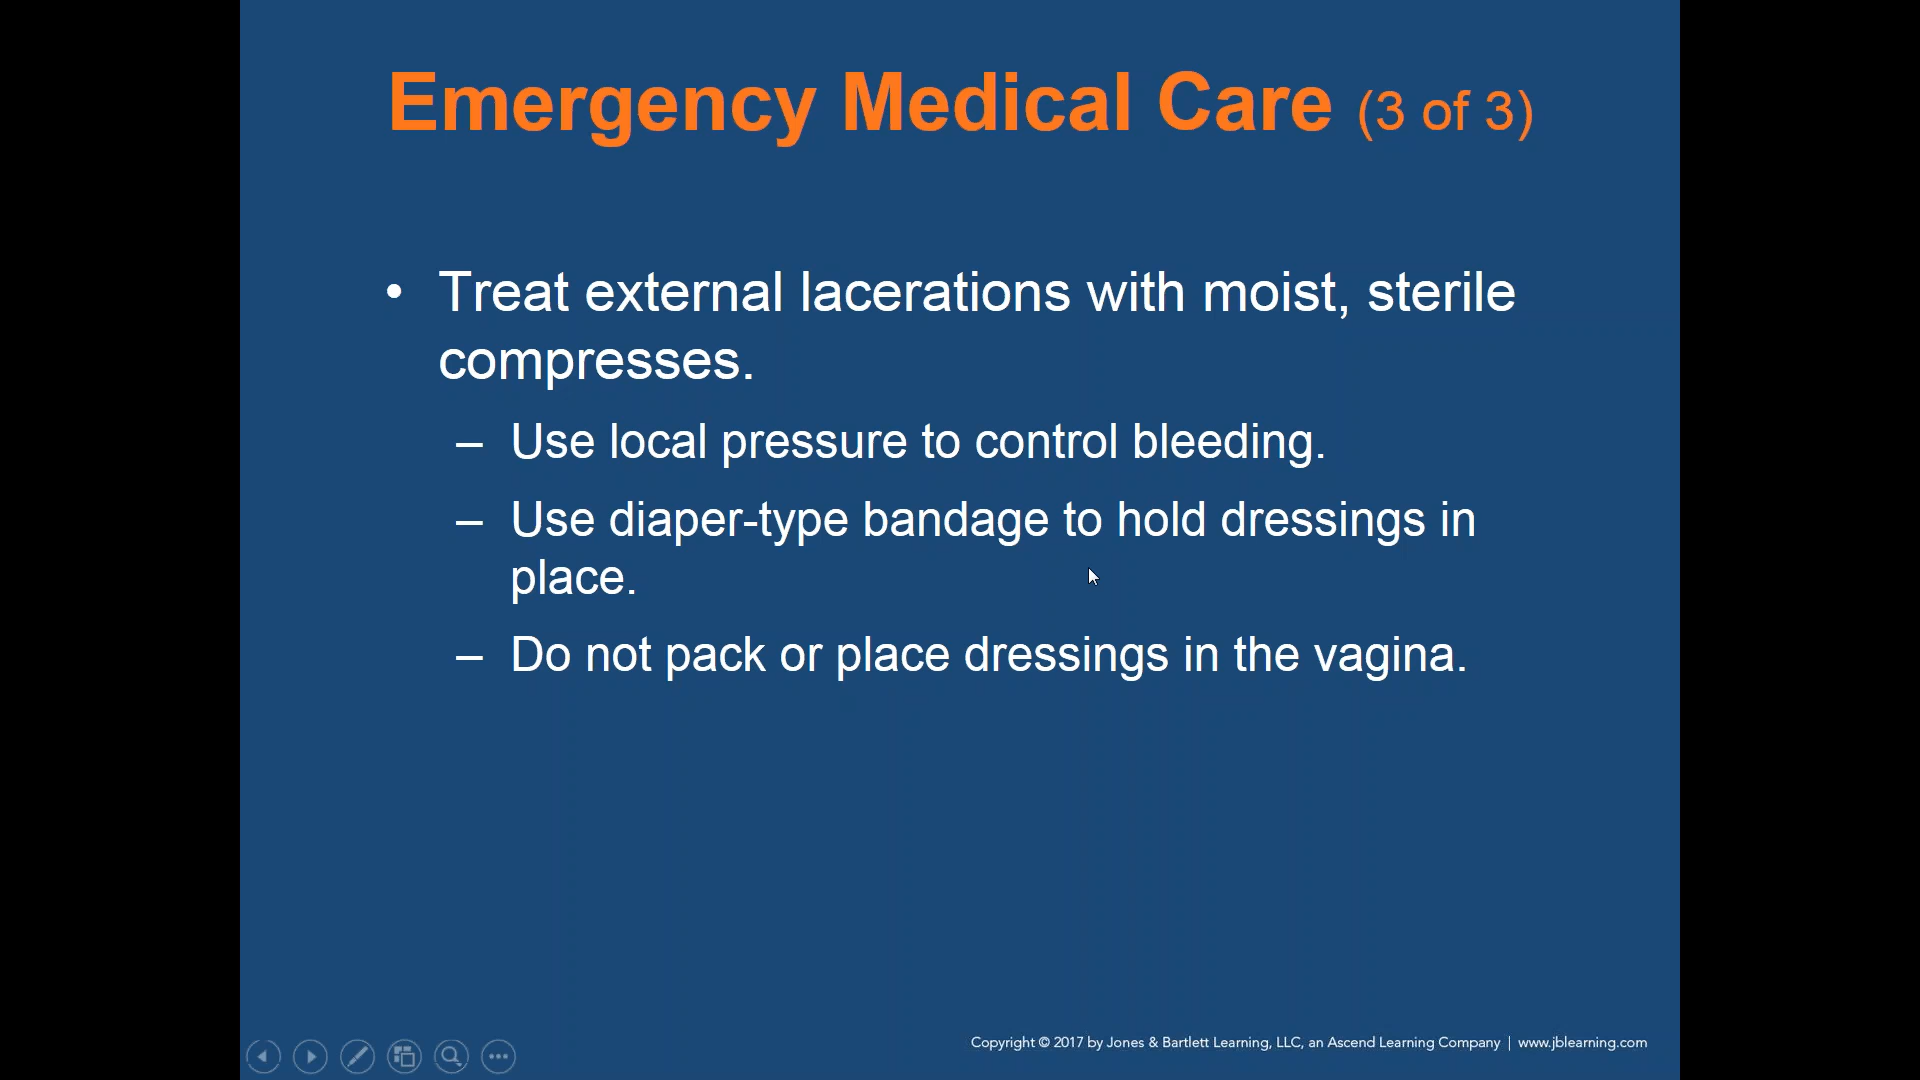 Emergency Medical Care (3 of 3)
• Treat external lacerations with moist, sterile
compresses.
– Use local pressure to control bleeding.
– Use diaper-type bandage to hold dressings in
place.
– Do not pack or place dressings in the vagina.
Copyright © 2017 by Jones & Bartlett Learning, LLC, an Ascend Learning Company | www.jblearning.com